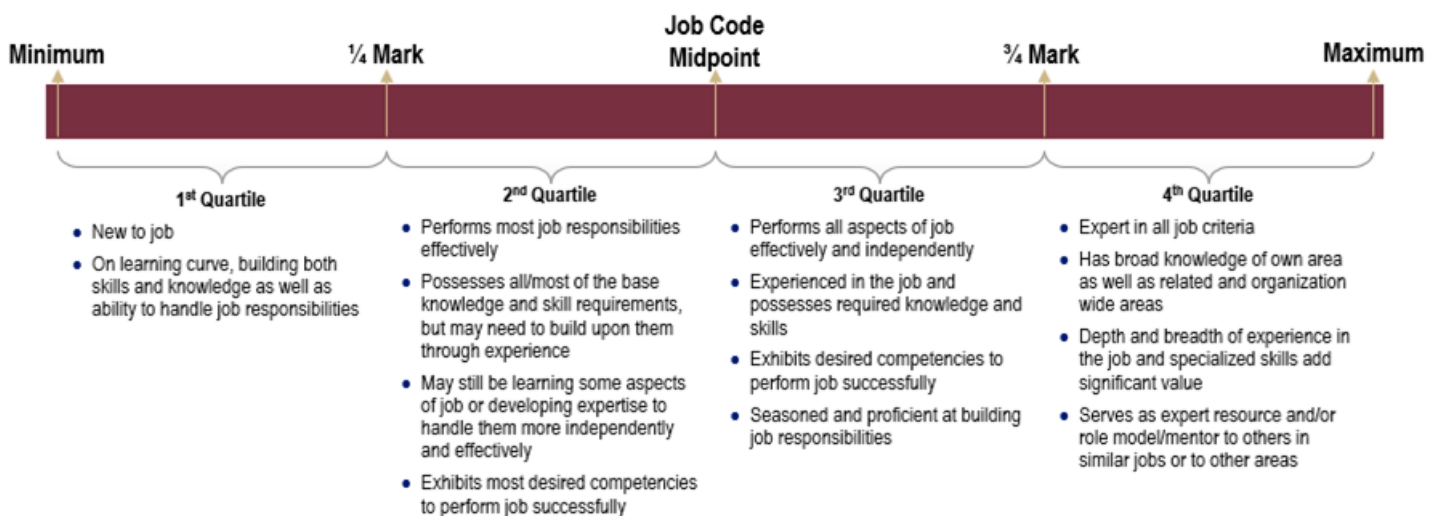 Minimum
¼ Mark
Job Code
Midpoint
¾ Mark
Maximum
1st Quartile
• New to job
• On learning curve, building both
skills and knowledge as well as
ability to handle job responsibilities
2nd Quartile
• Performs most job responsibilities
effectively
• Possesses all/most of the base
knowledge and skill requirements,
but may need to build upon them
through experience
• May still be learning some aspects
of job or developing expertise to
handle them more independently
and effectively
• Exhibits most desired competencies
to perform job successfully
3rd Quartile
• Performs all aspects of job
effectively and independently
• Experienced in the job and
possesses required knowledge and
skills
• Exhibits desired competencies to
perform job successfully
• Seasoned and proficient at building
job responsibilities
4th Quartile
• Expert in all job criteria
• Has broad knowledge of own area
as well as related and organization
wide areas
• Depth and breadth of experience in
the job and specialized skills add
significant value
• Serves as expert resource and/or
role model/mentor to others in
similar jobs or to other areas